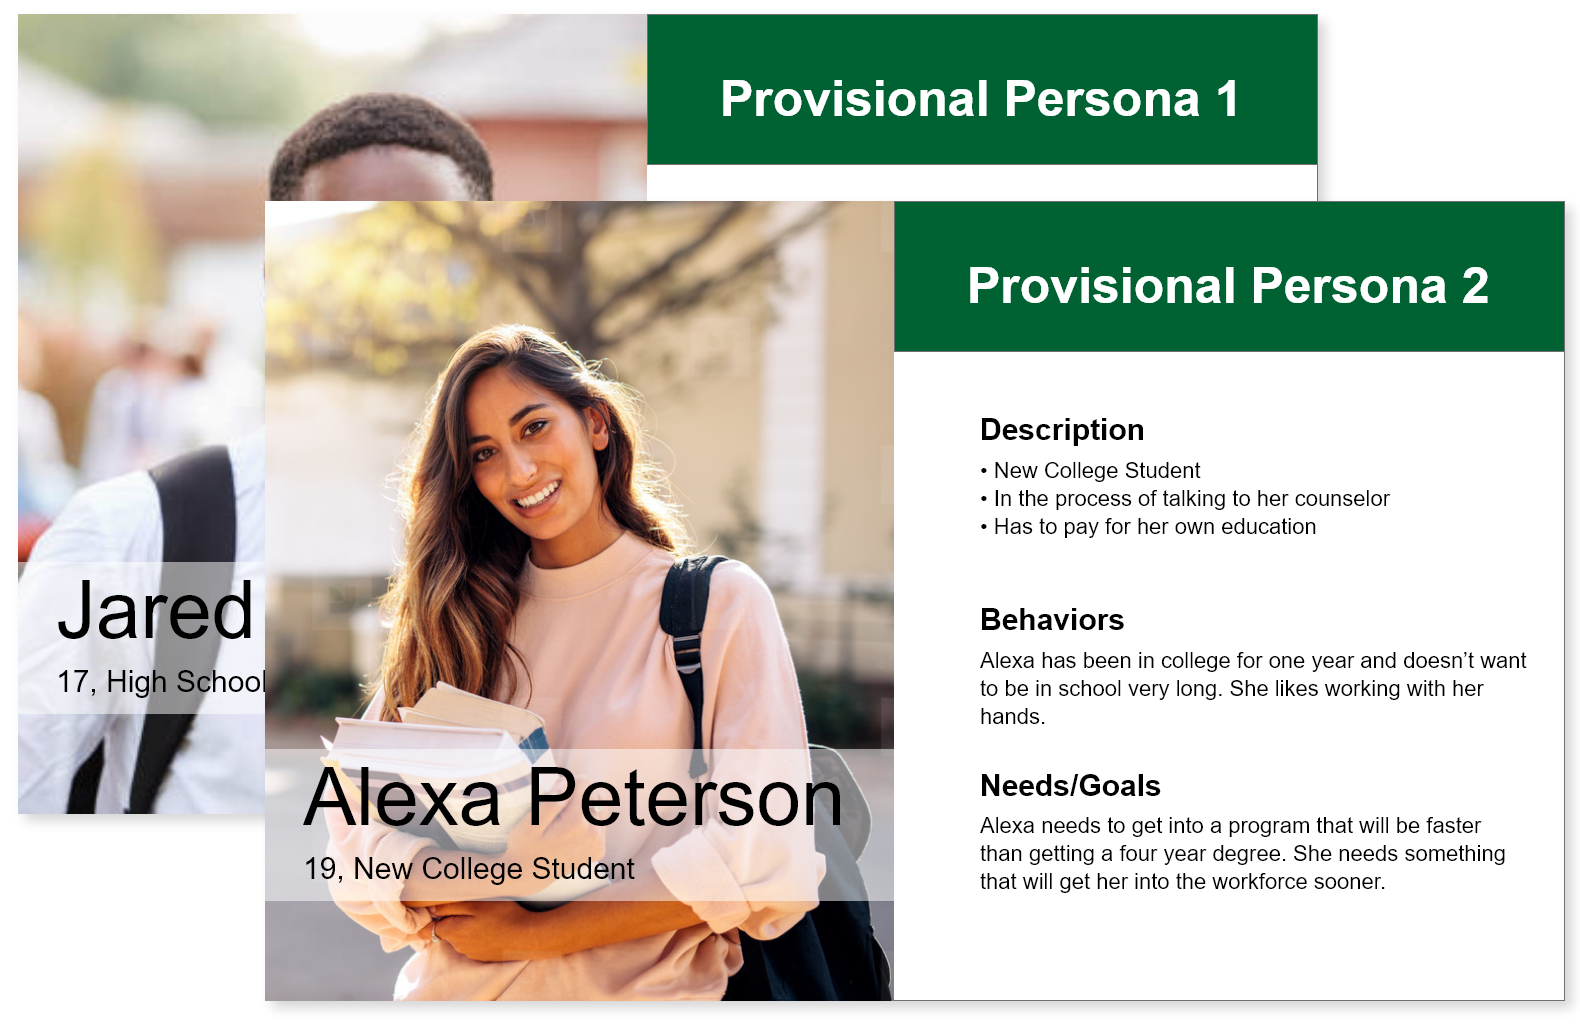 Provisional Persona 1
Jared
17, High School
Provisional Persona 2
Alexa Peterson
19, New College Student
Description
• New College Student
• In the process of talking to her counselor
• Has to pay for her own education
Behaviors
Alexa has been in college for one year and doesn’t want
to be in school very long. She likes working with her
hands.
Needs/Goals
Alexa needs to get into a program that will be faster
than getting a four year degree. She needs something
that will get her into the workforce sooner.